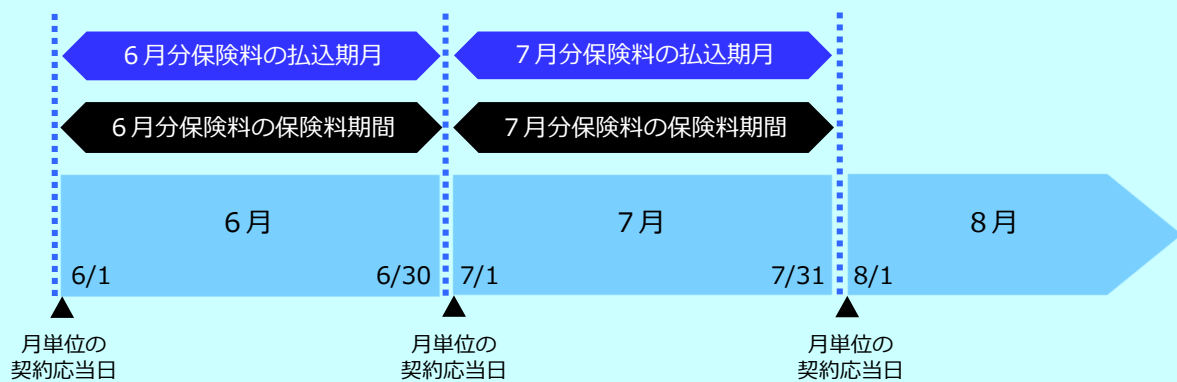 ６月分保険料の払込期月
７月分保険料の払込期月
６月分保険料の保険料期間
７月分保険料の保険料期間
６月
７月
８月
6/1
6/30
7/1
7/31
8/1
月単位の
契約応当日
月単位の
契約応当日
月単位の
契約応当日